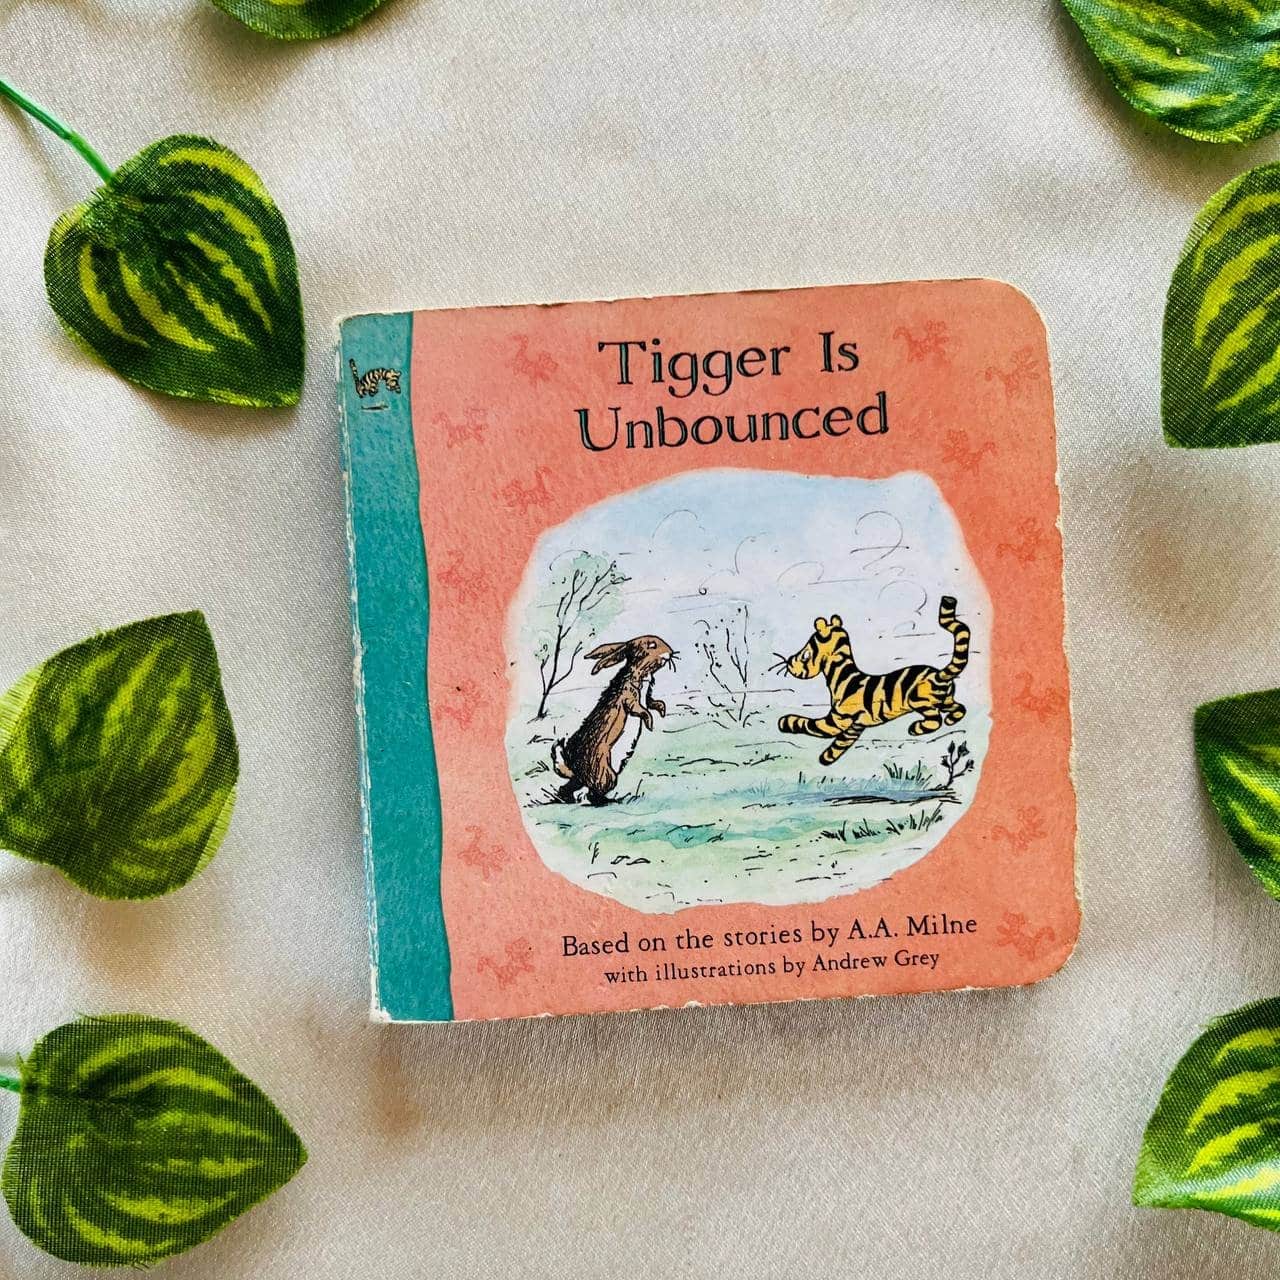 Tigger Is
Unbounced
Based on the stories by A.A. Milne
with illustrations by Andrew Grey